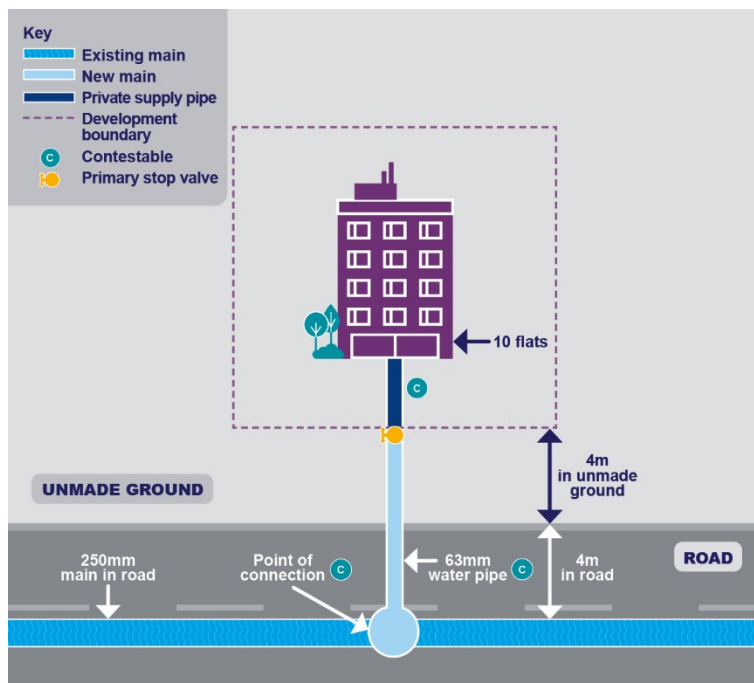 Key
Existing main
New main
Private supply pipe
Development
boundary
C
Contestable
Primary stop valve
10 flats
C
4m
in unmade
ground
UNMADE GROUND
250mm
main in road
Point of
connection C
63mm
water pipe C
4m
in road
ROAD